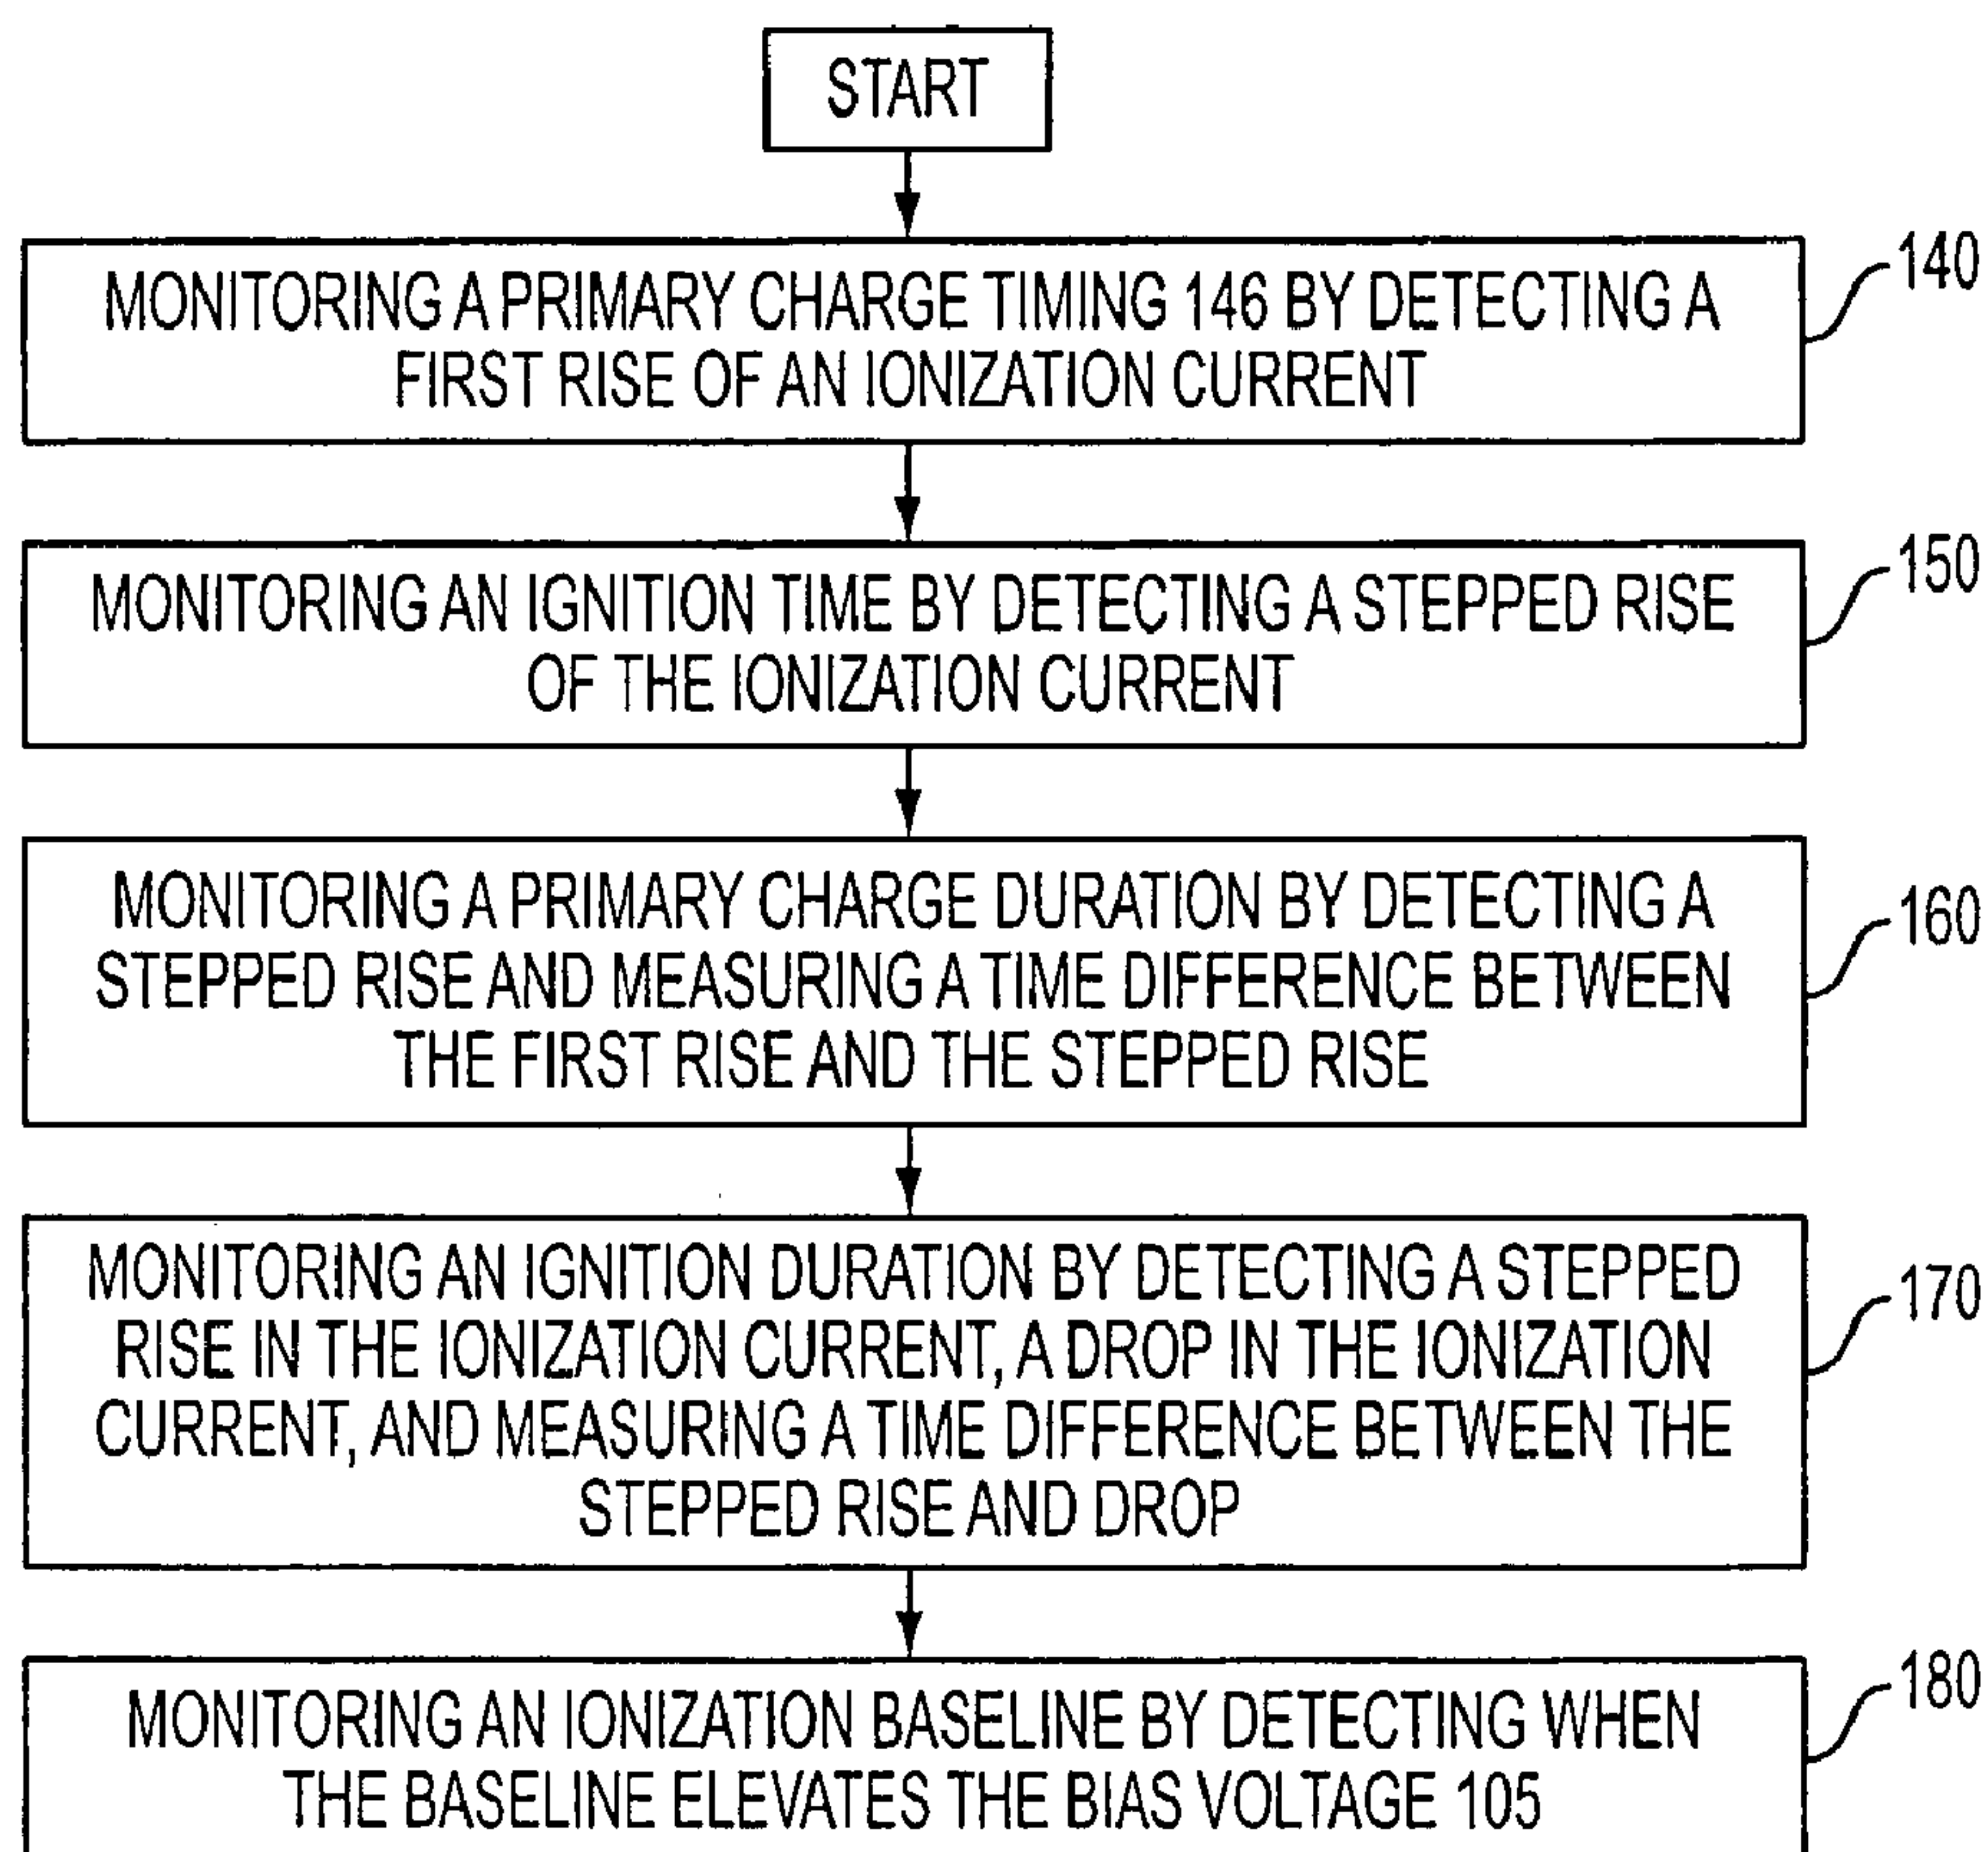 START
MONITORING A PRIMARY CHARGE TIMING 146 BY DETECTING A
FIRST RISE OF AN IONIZATION CURRENT
140
MONITORING AN IGNITION TIME BY DETECTING A STEPPED RISE
OF THE IONIZATION CURRENT
150
MONITORING A PRIMARY CHARGE DURATION BY DETECTING A
STEPPED RISE AND MEASURING A TIME DIFFERENCE BETWEEN
THE FIRST RISE AND THE STEPPED RISE
160
MONITORING AN IGNITION DURATION BY DETECTING A STEPPED
RISE IN THE IONIZATION CURRENT, A DROP IN THE IONIZATION
CURRENT, AND MEASURING A TIME DIFFERENCE BETWEEN THE
STEPPED RISE AND DROP
170
MONITORING AN IONIZATION BASELINE BY DETECTING WHEN
THE BASELINE ELEVATES THE BIAS VOLTAGE 105
180